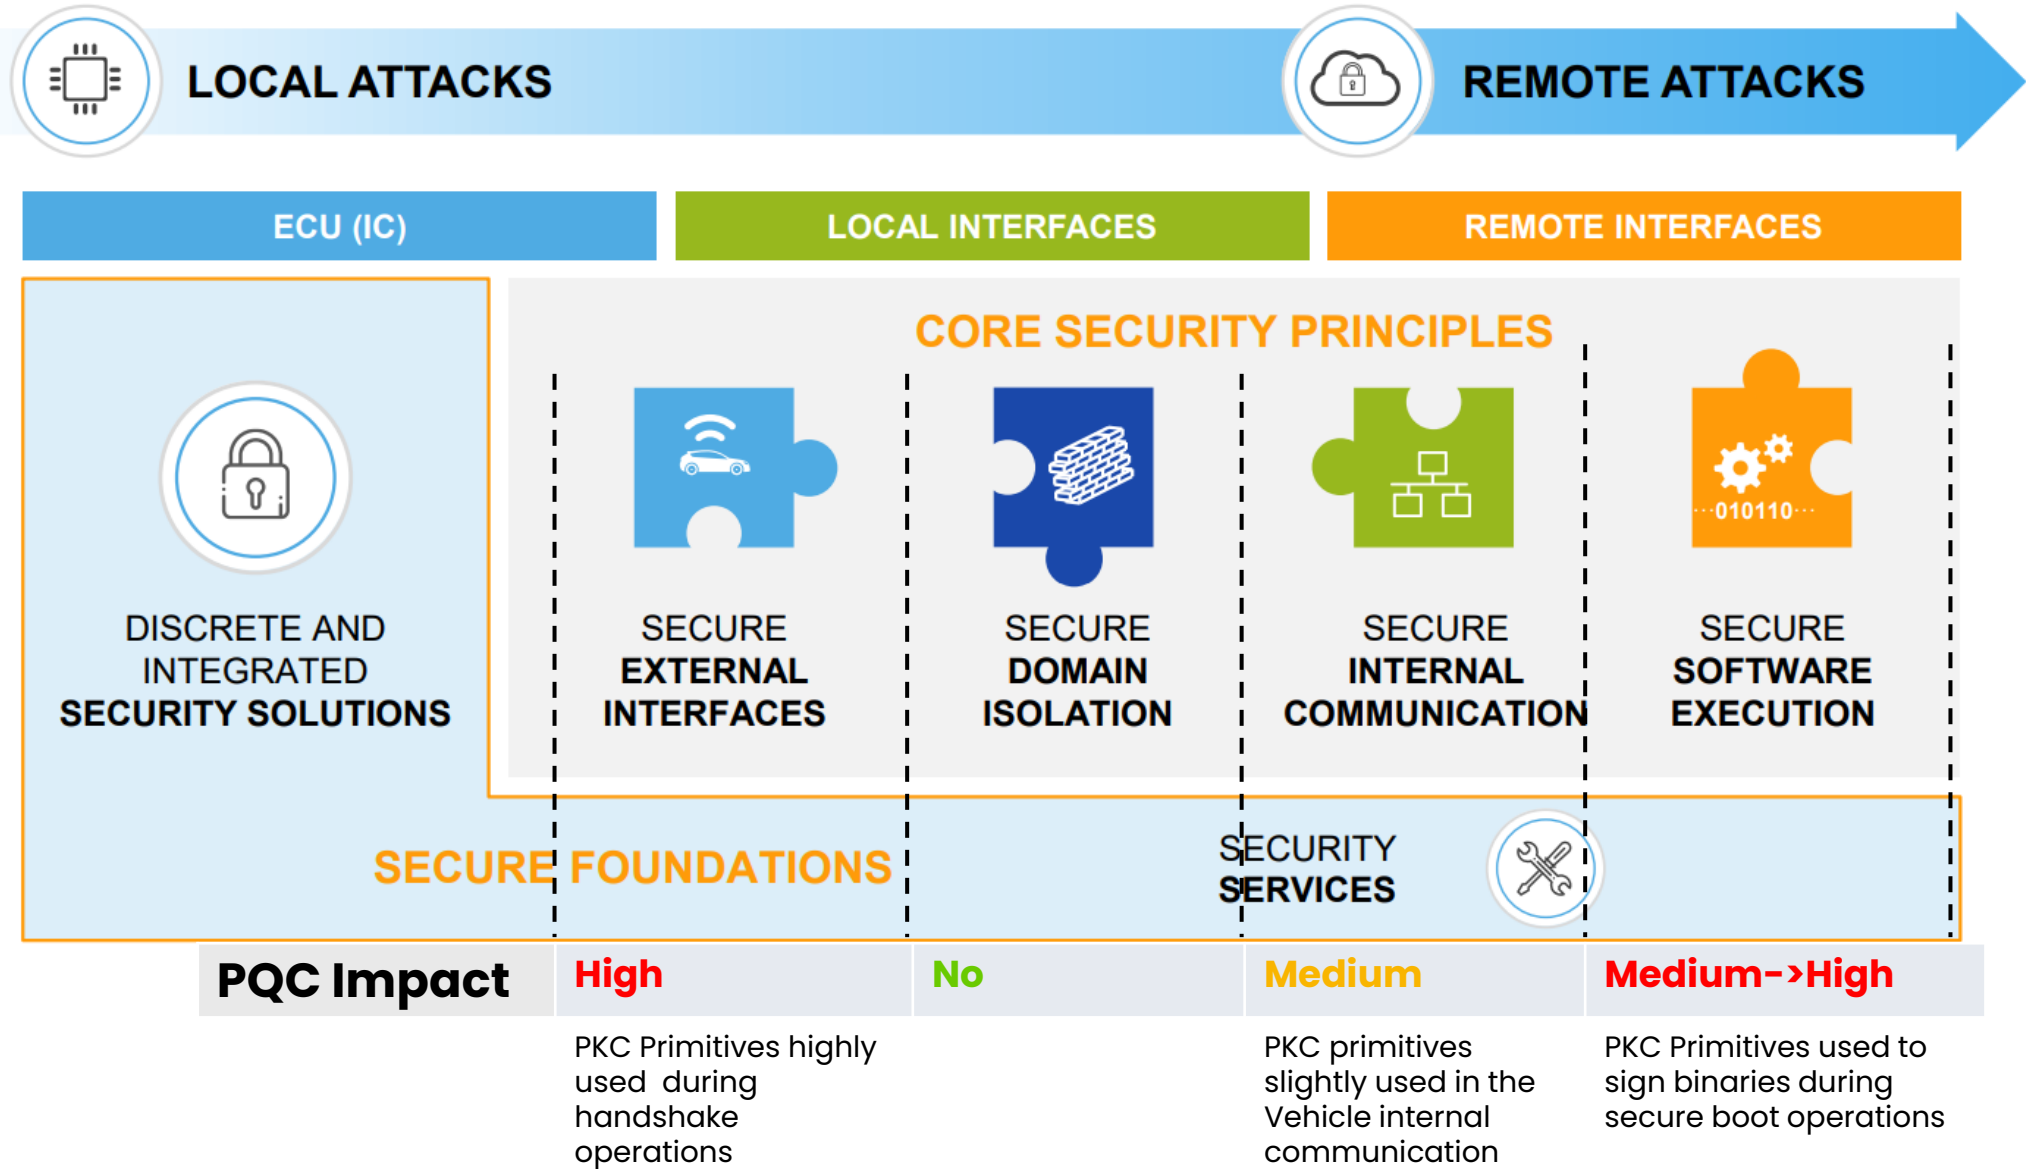 LOCAL ATTACKS
REMOTE ATTACKS
ECU (IC)
LOCAL INTERFACES
REMOTE INTERFACES
CORE SECURITY PRINCIPLES
···010110···
DISCRETE AND
INTEGRATED
SECURITY SOLUTIONS
SECURE
EXTERNAL
INTERFACES
SECURE
DOMAIN
ISOLATION
SECURE
INTERNAL
COMMUNICATION
SECURE
SOFTWARE
EXECUTION
SECURE FOUNDATIONS
SECURITY
SERVICES
PQC Impact
High
No
Medium
Medium->High
PKC Primitives highly
used during
handshake
operations
PKC primitives
slightly used in the
Vehicle internal
communication
PKC Primitives used to
sign binaries during
secure boot operations